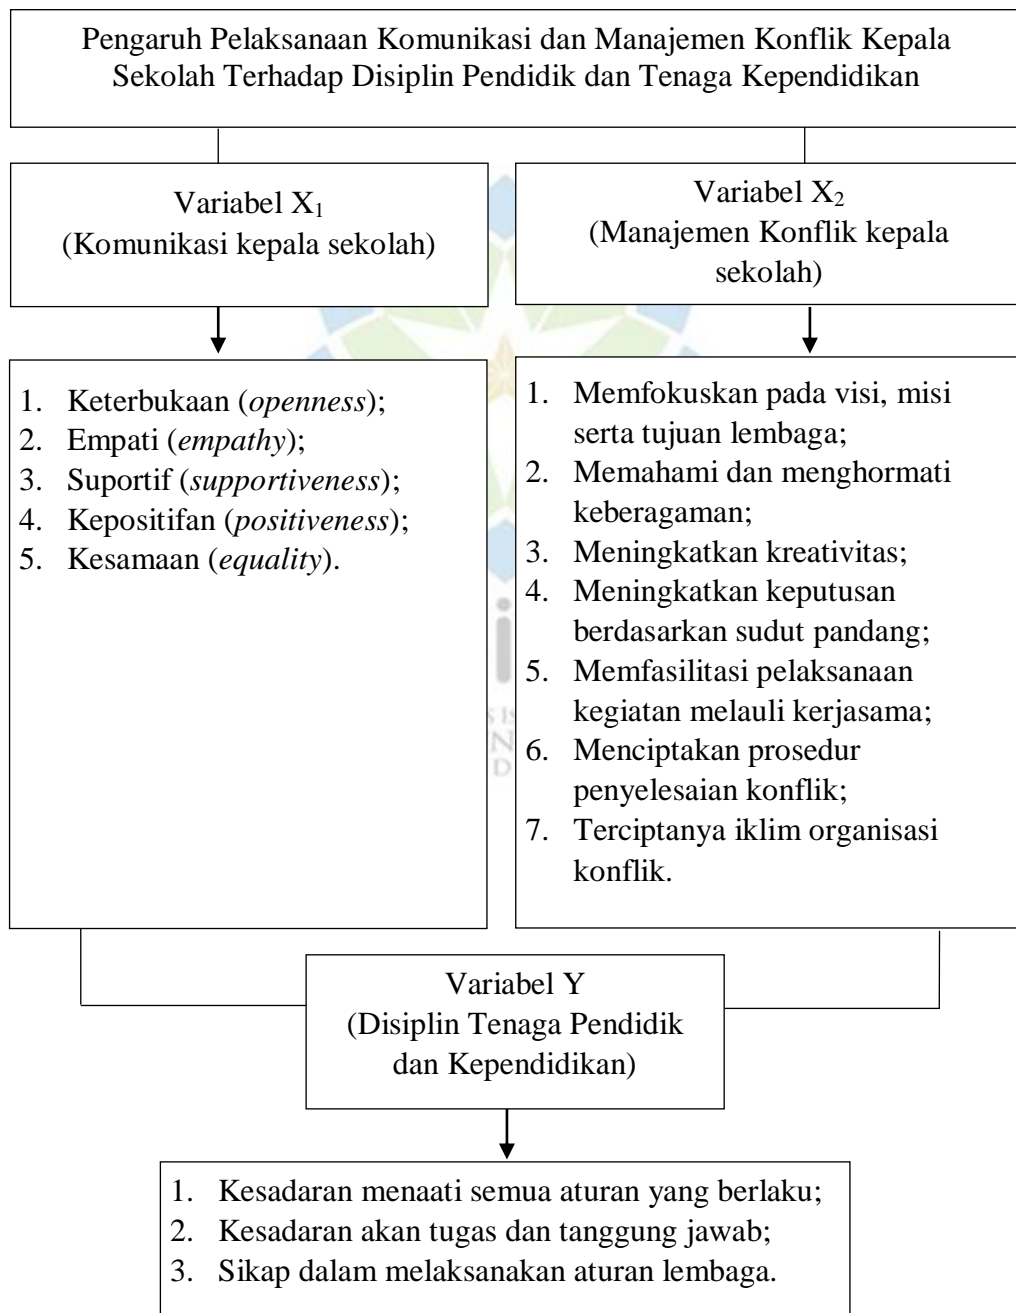 Pengaruh Pelaksanaan Komunikasi dan Manajemen Konflik Kepala
Sekolah Terhadap Disiplin Pendidik dan Tenaga Kependidikan
Variabel X₁
(Komunikasi kepala sekolah)
Variabel X₂
(Manajemen Konflik kepala
sekolah)
1. Keterbukaan (openness);
2. Empati (empathy);
3. Suportif (supportiveness);
4. Kepositifan (positiveness);
5. Kesamaan (equality).
1. Memfokuskan pada visi, misi
serta tujuan lembaga;
2. Memahami dan menghormati
keberagaman;
3. Meningkatkan kreativitas;
4. Meningkatkan keputusan
berdasarkan sudut pandang;
5. Memfasilitasi pelaksanaan
kegiatan melauli kerjasama;
6. Menciptakan prosedur
penyelesaian konflik;
7. Terciptanya iklim organisasi
konflik.
Variabel Y
(Disiplin Tenaga Pendidik
dan Kependidikan)
1. Kesadaran menaati semua aturan yang berlaku;
2. Kesadaran akan tugas dan tanggung jawab;
3. Sikap dalam melaksanakan aturan lembaga.